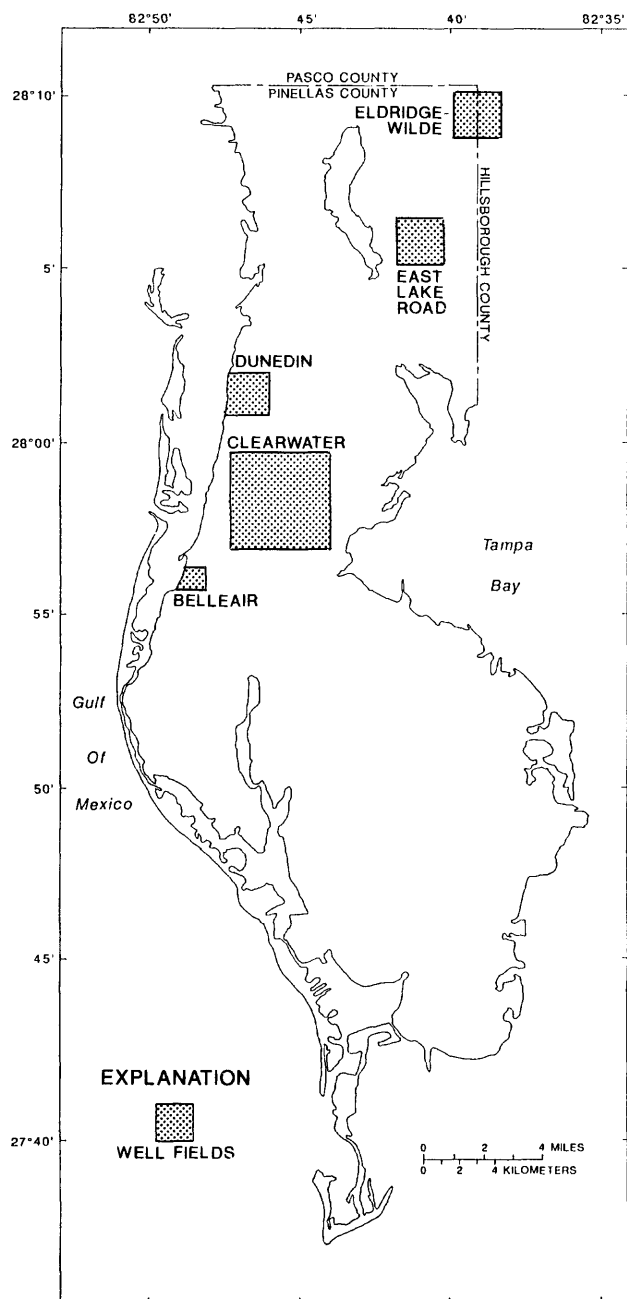 82°50' 45' 40' 82°35'
28°10'
PASCO COUNTY
PINELLAS COUNTY
ELDRIDGE-
WILDE
HILLSBOROUGH COUNTY
5'
EAST
LAKE
ROAD
DUNEDIN
28°00'
CLEARWATER
Tampa
Bay
55'
BELLEAIR
Gulf
Of
Mexico
50'
45'
EXPLANATION
WELL FIELDS
27°40'
0 2 4 MILES
0 2 4 KILOMETERS